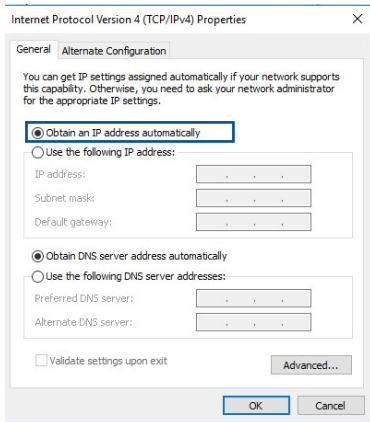 Internet Protocol Version 4 (TCP/IPv4) Properties
General
Alternate Configuration
You can get IP settings assigned automatically if your network supports
this capability. Otherwise, you need to ask your network administrator
for the appropriate IP settings.
Obtain an IP address automatically
Use the following IP address:
IP address:
Subnet mask:
Default gateway:
Obtain DNS server address automatically
Use the following DNS server addresses:
Preferred DNS server:
Alternate DNS server:
Validate settings upon exit
Advanced...
OK
Cancel